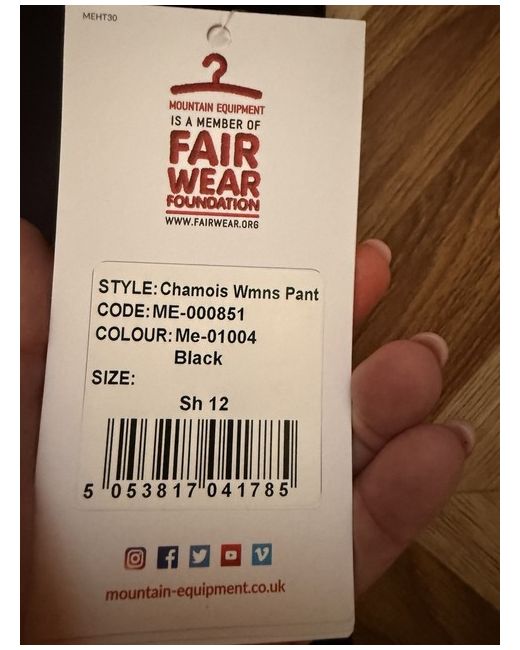 MEHT30
MOUNTAIN EQUIPMENT
IS A MEMBER OF
FAIR
WEAR
FOUNDATION
WWW.FAIRWEAR.ORG
STYLE: Chamois Wmns Pant
CODE: ME-000851
COLOUR: Me-01004
Black
SIZE:
Sh 12
5 053817 041785
mountain-equipment.co.uk